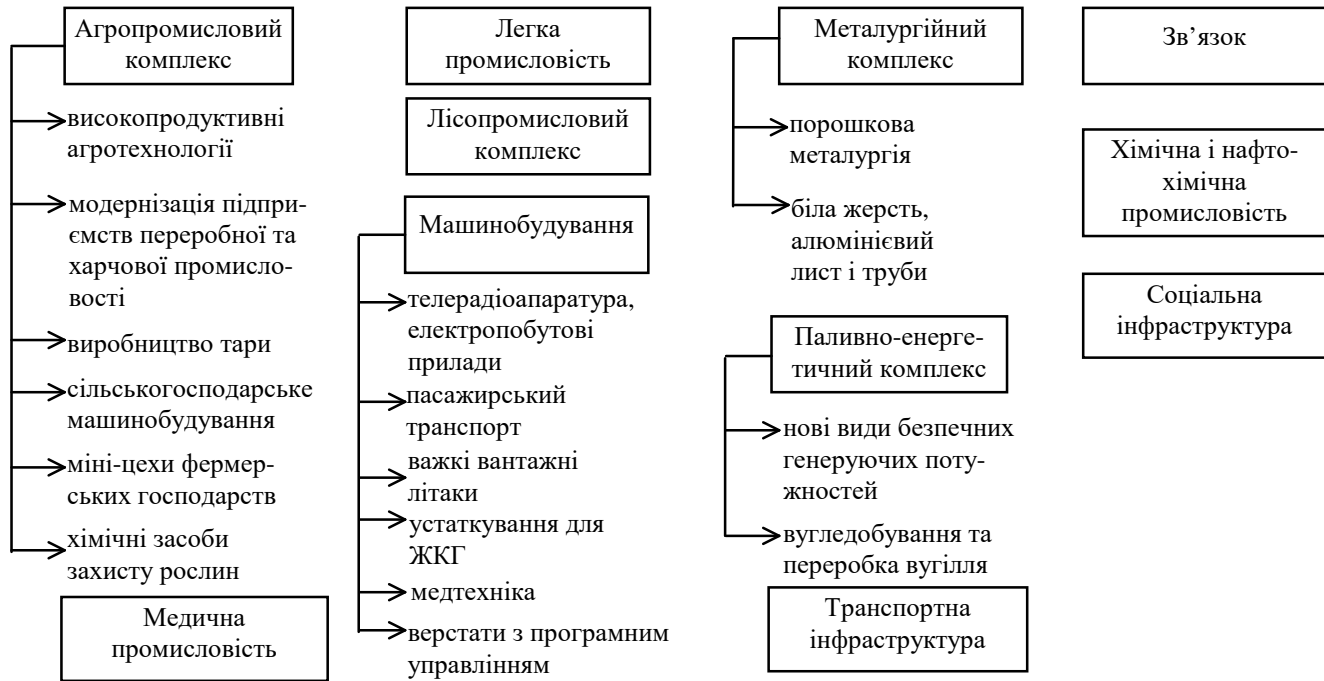 Агропромисловий
комплекс
високопродуктивні
агротехнології
модернізація підпри-
ємств переробної та
харчової промисло-
вості
виробництво тари
сільськогосподарське
машинобудування
міні-цехи фермер-
ських господарств
хімічні засоби
захисту рослин
Медична
промисловість
Легка
промисловість
Лісопромисловий
комплекс
Машинобудування
телерадіоапаратура,
електропобутові
прилади
пасажирський
транспорт
важкі вантажні
літаки
устаткування для
ЖКГ
медтехніка
верстати з програмним
управлінням
Металургійний
комплекс
порошкова
металургія
біла жерсть,
алюмінієвий
лист і труби
Паливно-енерге-
тичний комплекс
нові види безпечних
генеруючих поту-
жностей
вугледобування та
переробка вугілля
Транспортна
інфраструктура
Зв’язок
Хімічна і нафто-
хімічна
промисловість
Соціальна
інфраструктура